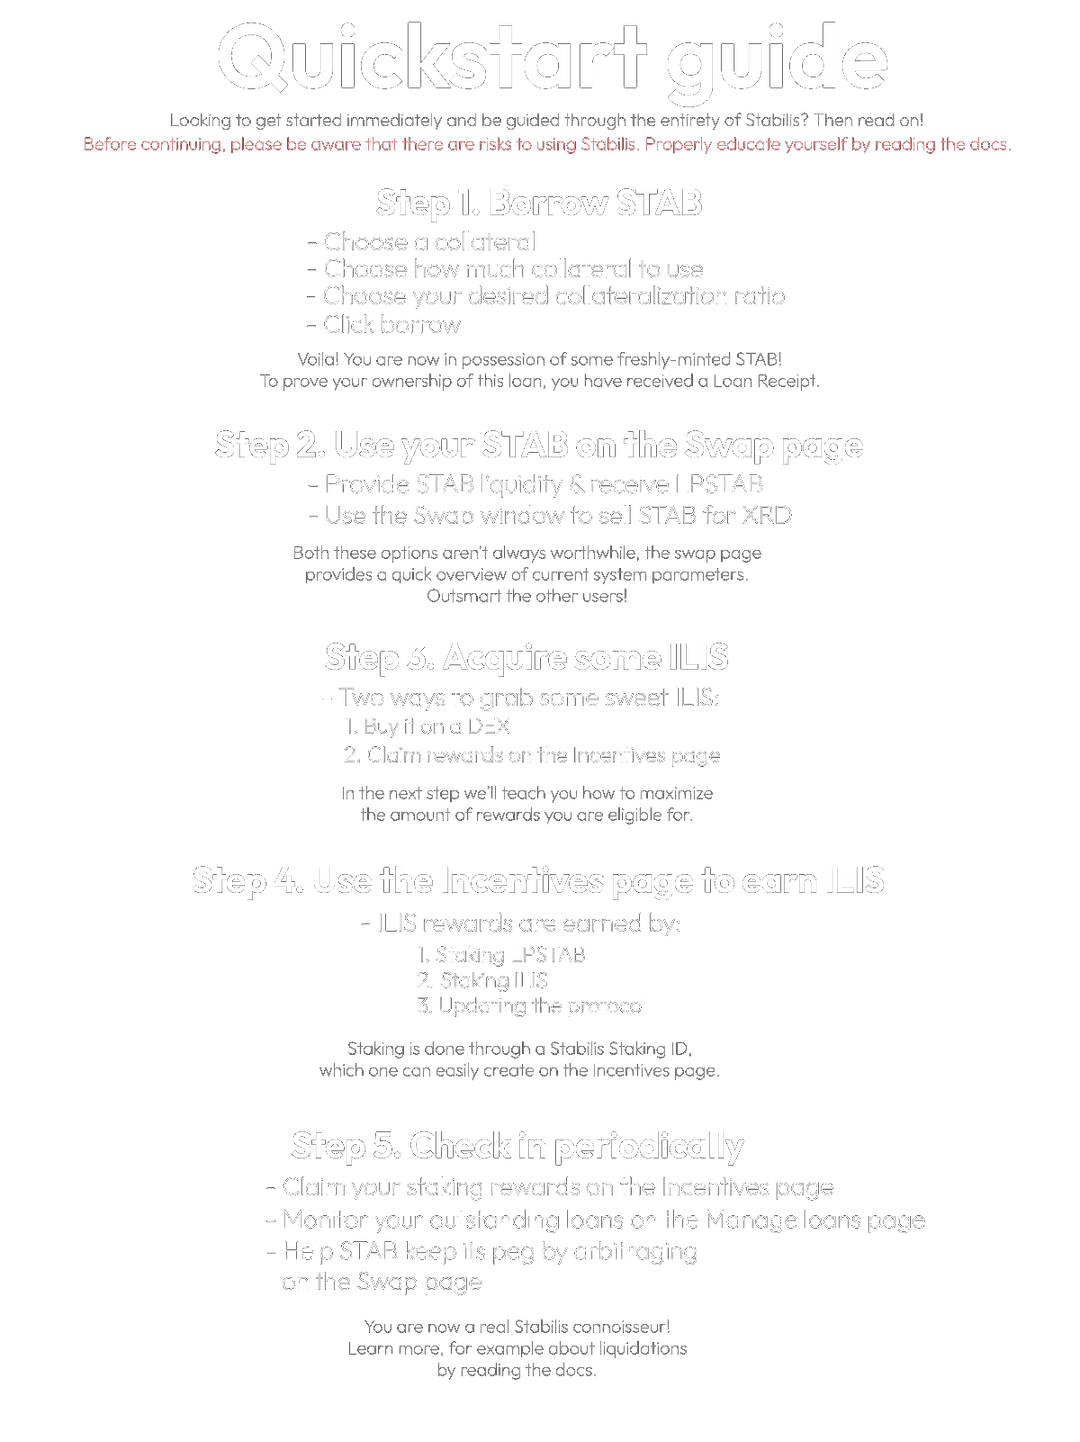 Quickstart guide
Looking to get started immediately and be guided through the entirety of Stabilis? Then read on!
Before continuing, please be aware that there are risks to using Stabilis. Properly educate yourself by reading the docs.
Step 1. Borrow STAB
- Choose a collateral
- Choose how much collateral to use
- Choose your desired collateralization ratio
- Click borrow
Voila! You are now in possession of some freshly-minted STAB!
To prove your ownership of this loan, you have received a Loan Receipt.
Step 2. Use your STAB on the Swap page
- Provide STAB liquidity & receive LPSTAB
- Use the Swap window to sell STAB for XRD
Both these options aren't always worthwhile, the swap page
provides a quick overview of current system parameters.
Outsmart the other users!
Step 3. Acquire some ILIS
- Two ways to grab some sweet ILIS:
1. Buy it on a DEX
2. Claim rewards on the Incentives page
In the next step we'll teach you how to maximize
the amount of rewards you are eligible for.
Step 4. Use the Incentives page to earn ILIS
- ILIS rewards are earned by:
1. Staking LPSTAB
2. Staking ILIS
3. Updating the protocol
Staking is done through a Stabilis Staking ID,
which one can easily create on the Incentives page.
Step 5. Check in periodically
- Claim your staking rewards on the Incentives page
- Monitor your outstanding loans on the Manage loans page
- Help STAB keep its peg by arbitraging
on the Swap page
You are now a real Stabilis connoisseur!
Learn more, for example about liquidations
by reading the docs.